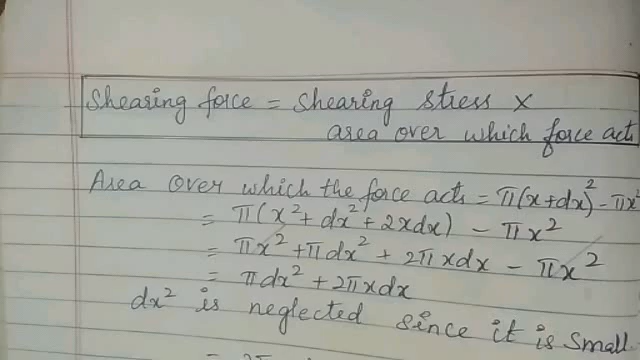 Shearing force = Shearing stress ×
area over which force acts
Area over which the force acts = π(x+dx)² - πx²
= π(x² + dx² + 2xdx) - πx²
= πx² + πdx² + 2πxdx - πx²
= πdx² + 2πxdx
dx² is neglected since it is small
=